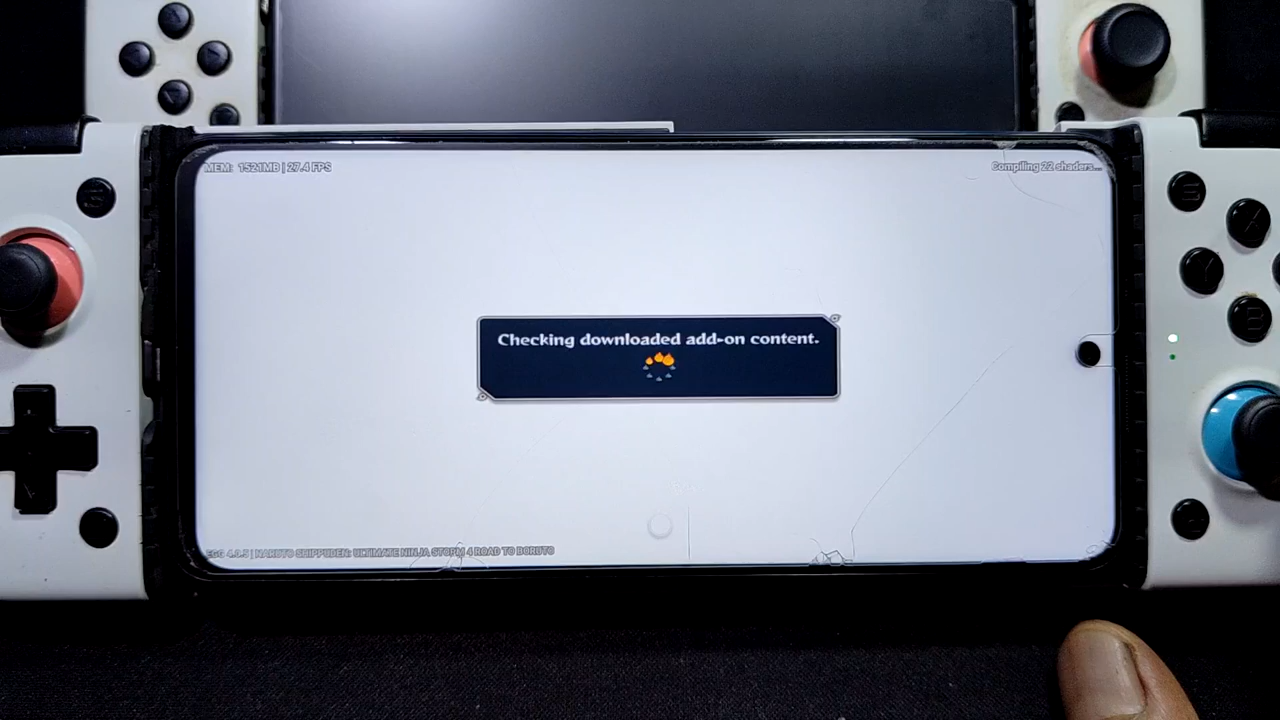 MEM: 1521MB | 27.4 FPS
Compiling 22 shaders...
Checking downloaded add-on content.
EGG 4.0.5 | NARUTO SHIPPUDEN: ULTIMATE NINJA STORM 4 ROAD TO BORUTO
A
Y
B